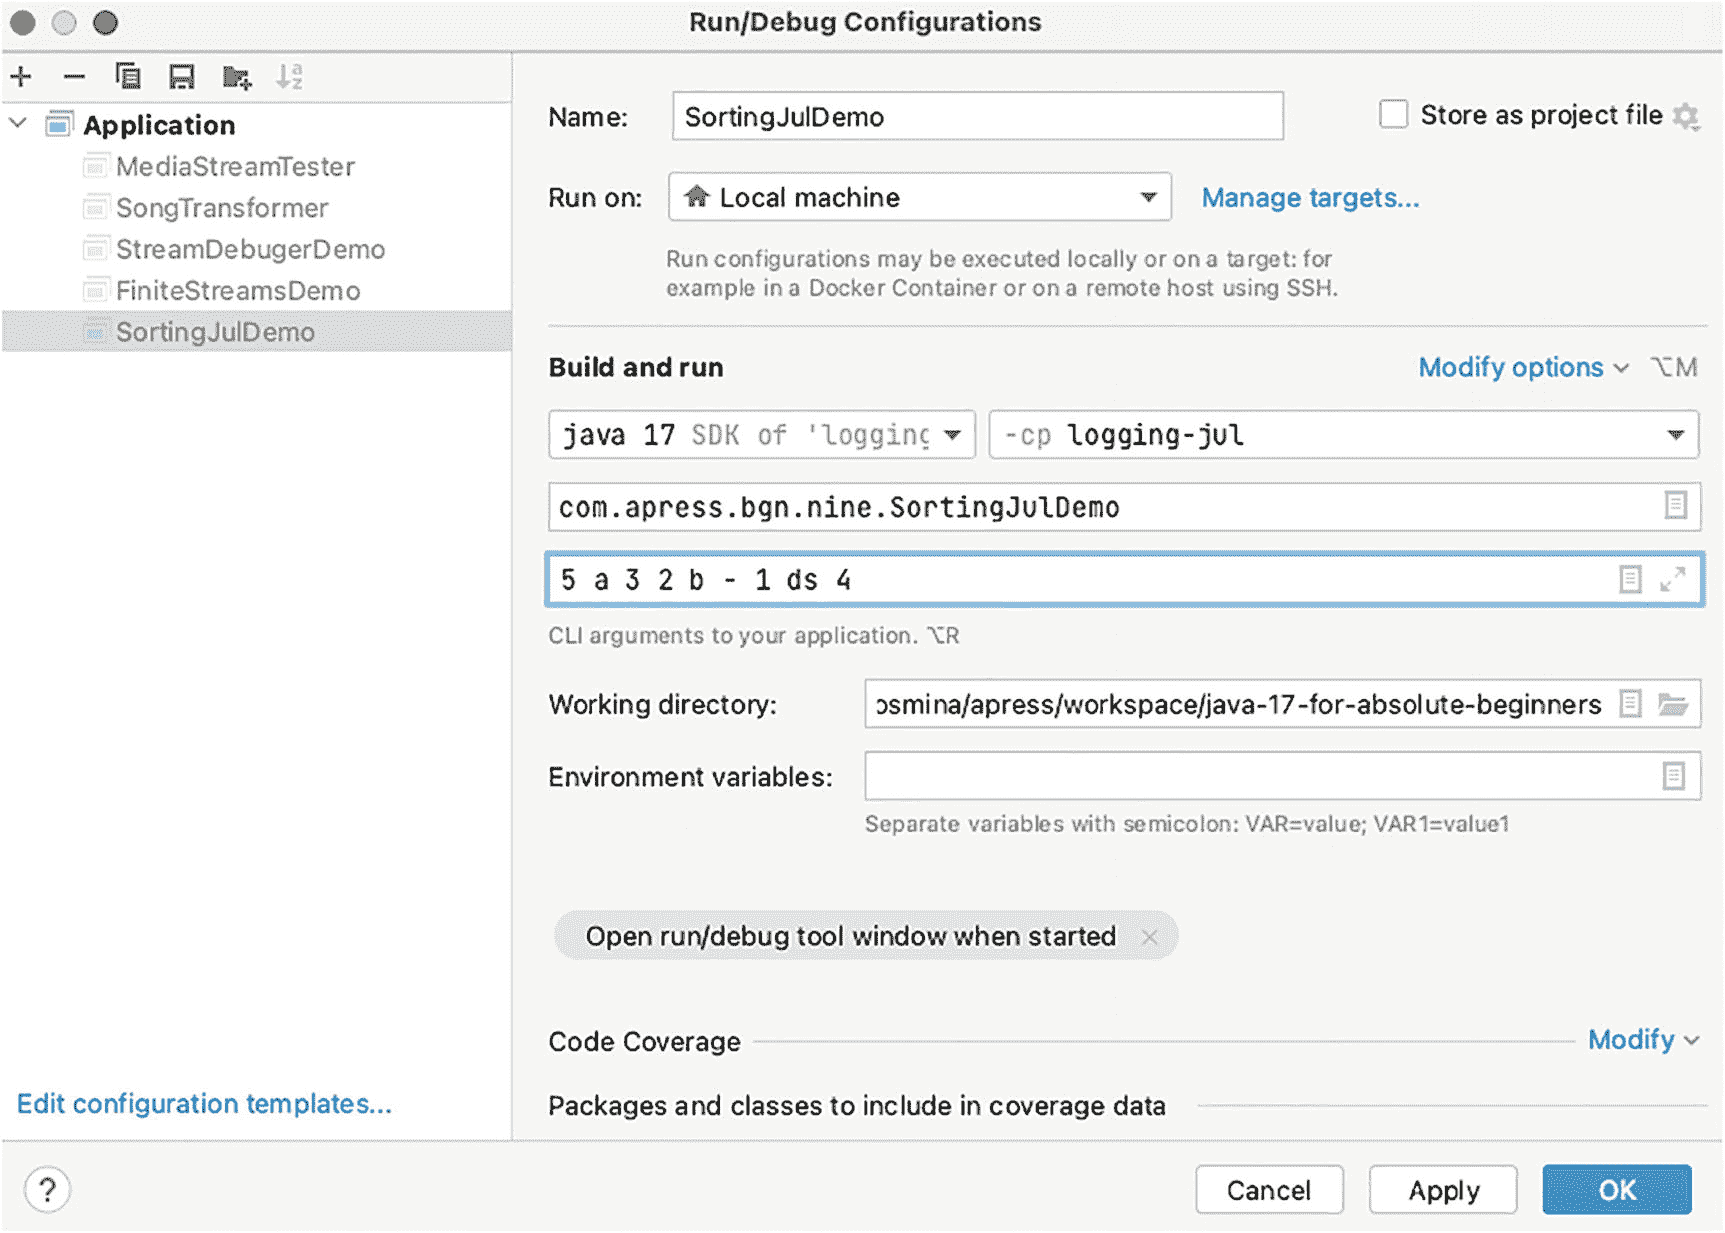 Run/Debug Configurations
Application
MediaStreamTester
SongTransformer
StreamDebugerDemo
FiniteStreamsDemo
SortingJulDemo
Edit configuration templates...
Name: SortingJulDemo
Store as project file
Run on: Local machine
Manage targets...
Run configurations may be executed locally or on a target: for
example in a Docker Container or on a remote host using SSH.
Build and run
Modify options ⌥M
java 17 SDK of 'logging
-cp logging-jul
com.apress.bgn.nine.SortingJulDemo
5 a 3 2 b - 1 ds 4
CLI arguments to your application. ⌥R
Working directory: osmina/apress/workspace/java-17-for-absolute-beginners
Environment variables:
Separate variables with semicolon: VAR=value; VAR1=value1
Open run/debug tool window when started
Code Coverage
Modify
Packages and classes to include in coverage data
?
Cancel
Apply
OK